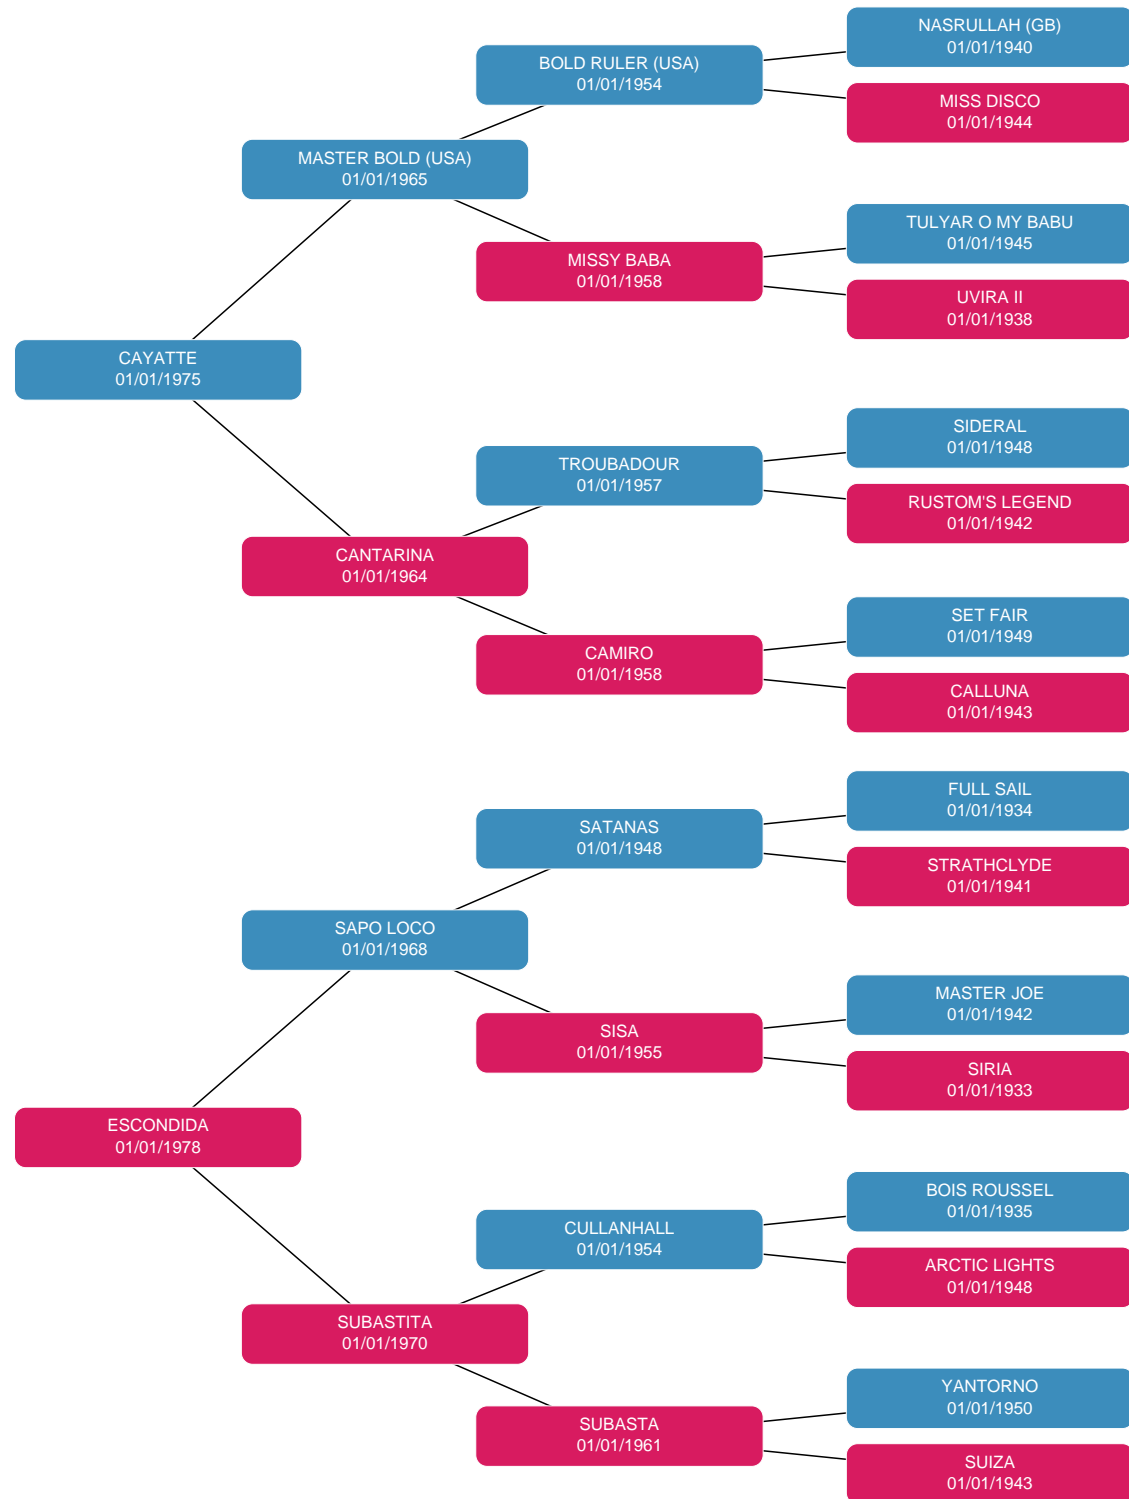 NASRULLAH (GB)
01/01/1940
BOLD RULER (USA)
01/01/1954
MISS DISCO
01/01/1944
MASTER BOLD (USA)
01/01/1965
TULYAR O MY BABU
01/01/1945
MISSY BABA
01/01/1958
UVIRA II
01/01/1938
CAYATTE
01/01/1975
SIDERAL
01/01/1948
TROUBADOUR
01/01/1957
RUSTOM'S LEGEND
01/01/1942
CANTARINA
01/01/1964
SET FAIR
01/01/1949
CAMIRO
01/01/1958
CALLUNA
01/01/1943
FULL SAIL
01/01/1934
SATANAS
01/01/1948
STRATHCLYDE
01/01/1941
SAPO LOCO
01/01/1968
MASTER JOE
01/01/1942
SISA
01/01/1955
SIRIA
01/01/1933
ESCONDIDA
01/01/1978
BOIS ROUSSEL
01/01/1935
CULLANHALL
01/01/1954
ARCTIC LIGHTS
01/01/1948
SUBASTITA
01/01/1970
YANTORNO
01/01/1950
SUBASTA
01/01/1961
SUIZA
01/01/1943